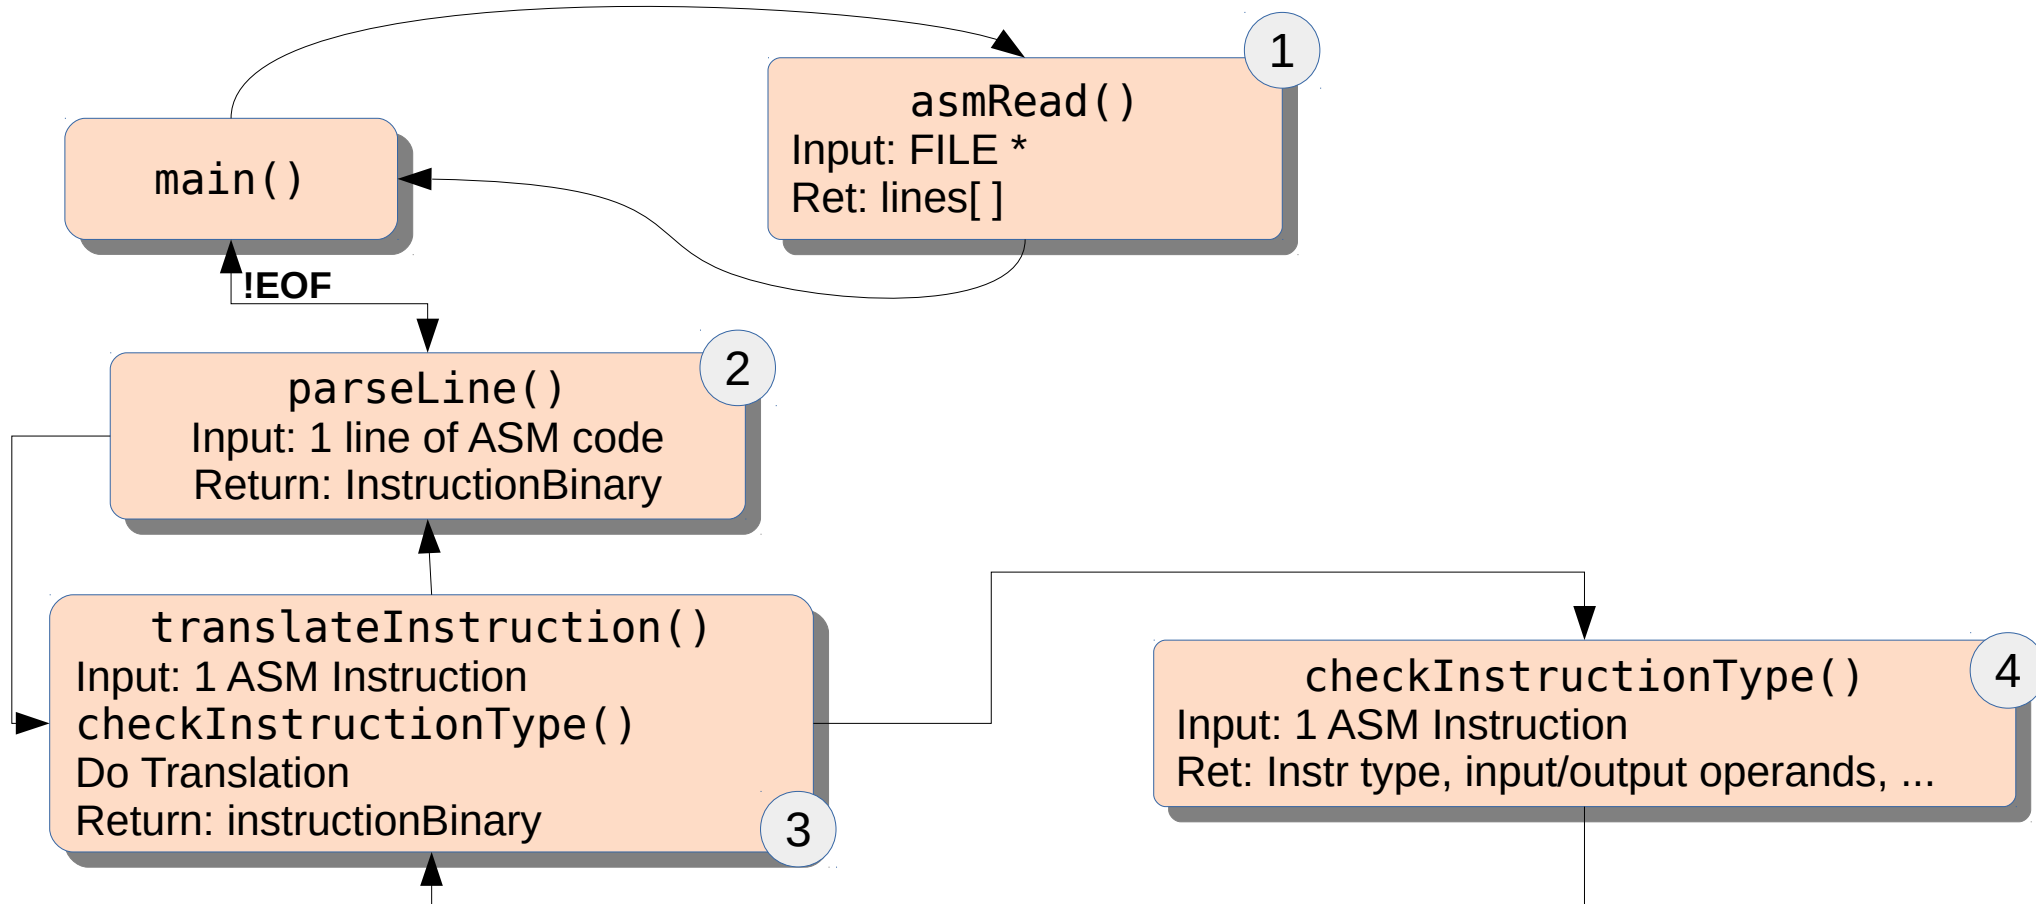 1
asmRead()
Input: FILE *
Ret: lines[ ]
main()
!EOF
2
parseLine()
Input: 1 line of ASM code
Return: InstructionBinary
translateInstruction()
Input: 1 ASM Instruction
checkInstructionType()
Do Translation
Return: instructionBinary
3
4
checkInstructionType()
Input: 1 ASM Instruction
Ret: Instr type, input/output operands, ...